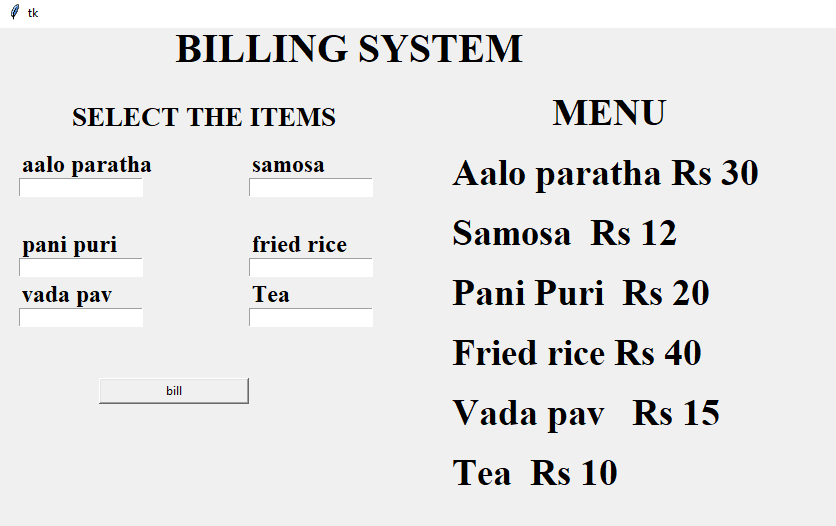 tk
BILLING SYSTEM
SELECT THE ITEMS
aalo paratha samosa
pani puri fried rice
vada pav Tea
bill
MENU
Aalo paratha Rs 30
Samosa  Rs 12
Pani Puri  Rs 20
Fried rice Rs 40
Vada pav   Rs 15
Tea  Rs 10